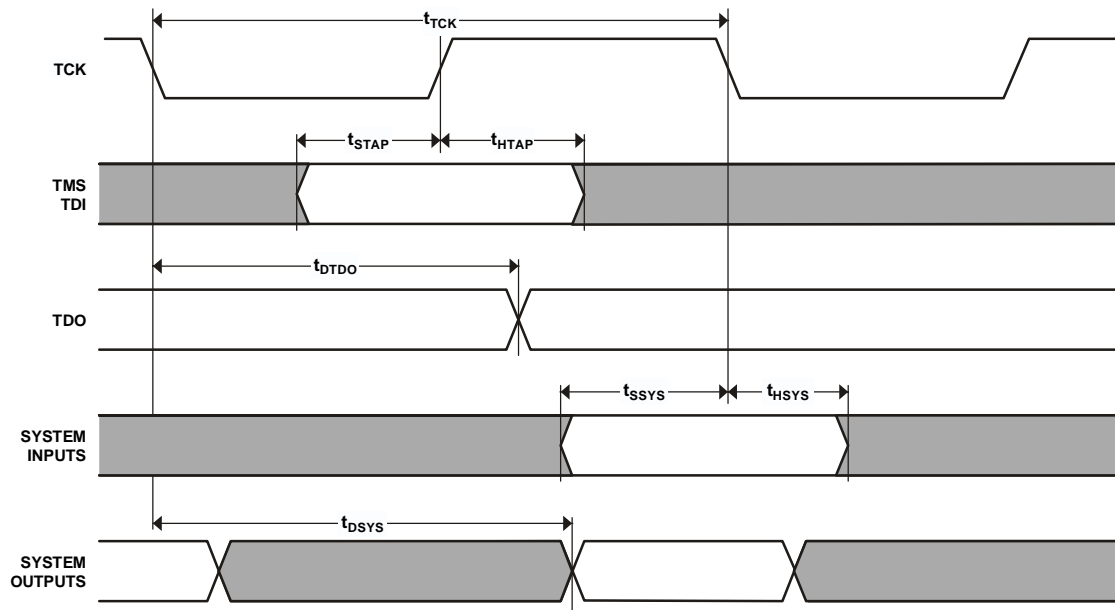 tTCK
TCK
tSTAP
tHTAP
TMS
TDI
tDTDO
TDO
tSSYS
tHSYS
SYSTEM
INPUTS
tDSYS
SYSTEM
OUTPUTS